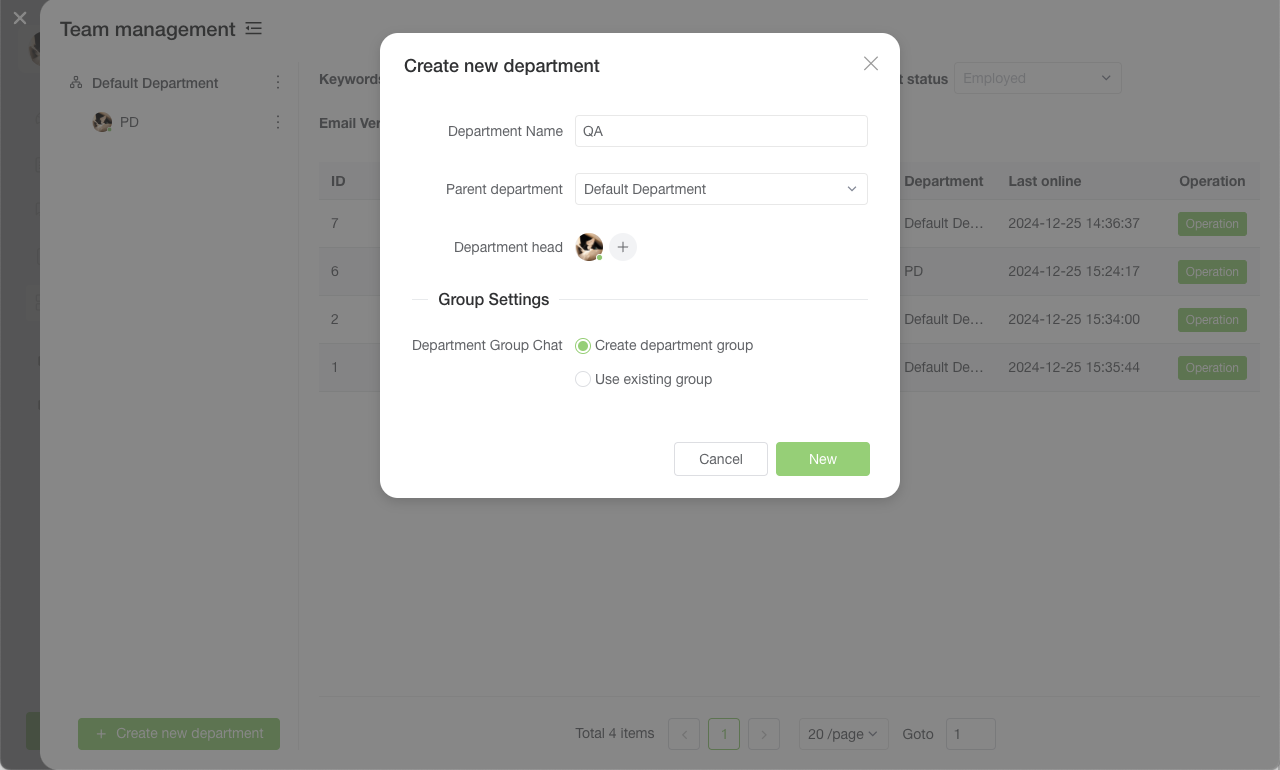 Team management
Default Department
PD
Create new department
Keywords
t status
Employed
Email Ver
ID
Department
Last online
Operation
7
Default De...
2024-12-25 14:36:37
Operation
6
PD
2024-12-25 15:24:17
Operation
2
Default De...
2024-12-25 15:34:00
Operation
1
Default De...
2024-12-25 15:35:44
Operation
Total 4 items
1
20 /page
Goto
1
Create new department
Department Name
QA
Parent department
Default Department
Department head
Group Settings
Department Group Chat
Create department group
Use existing group
Cancel
New